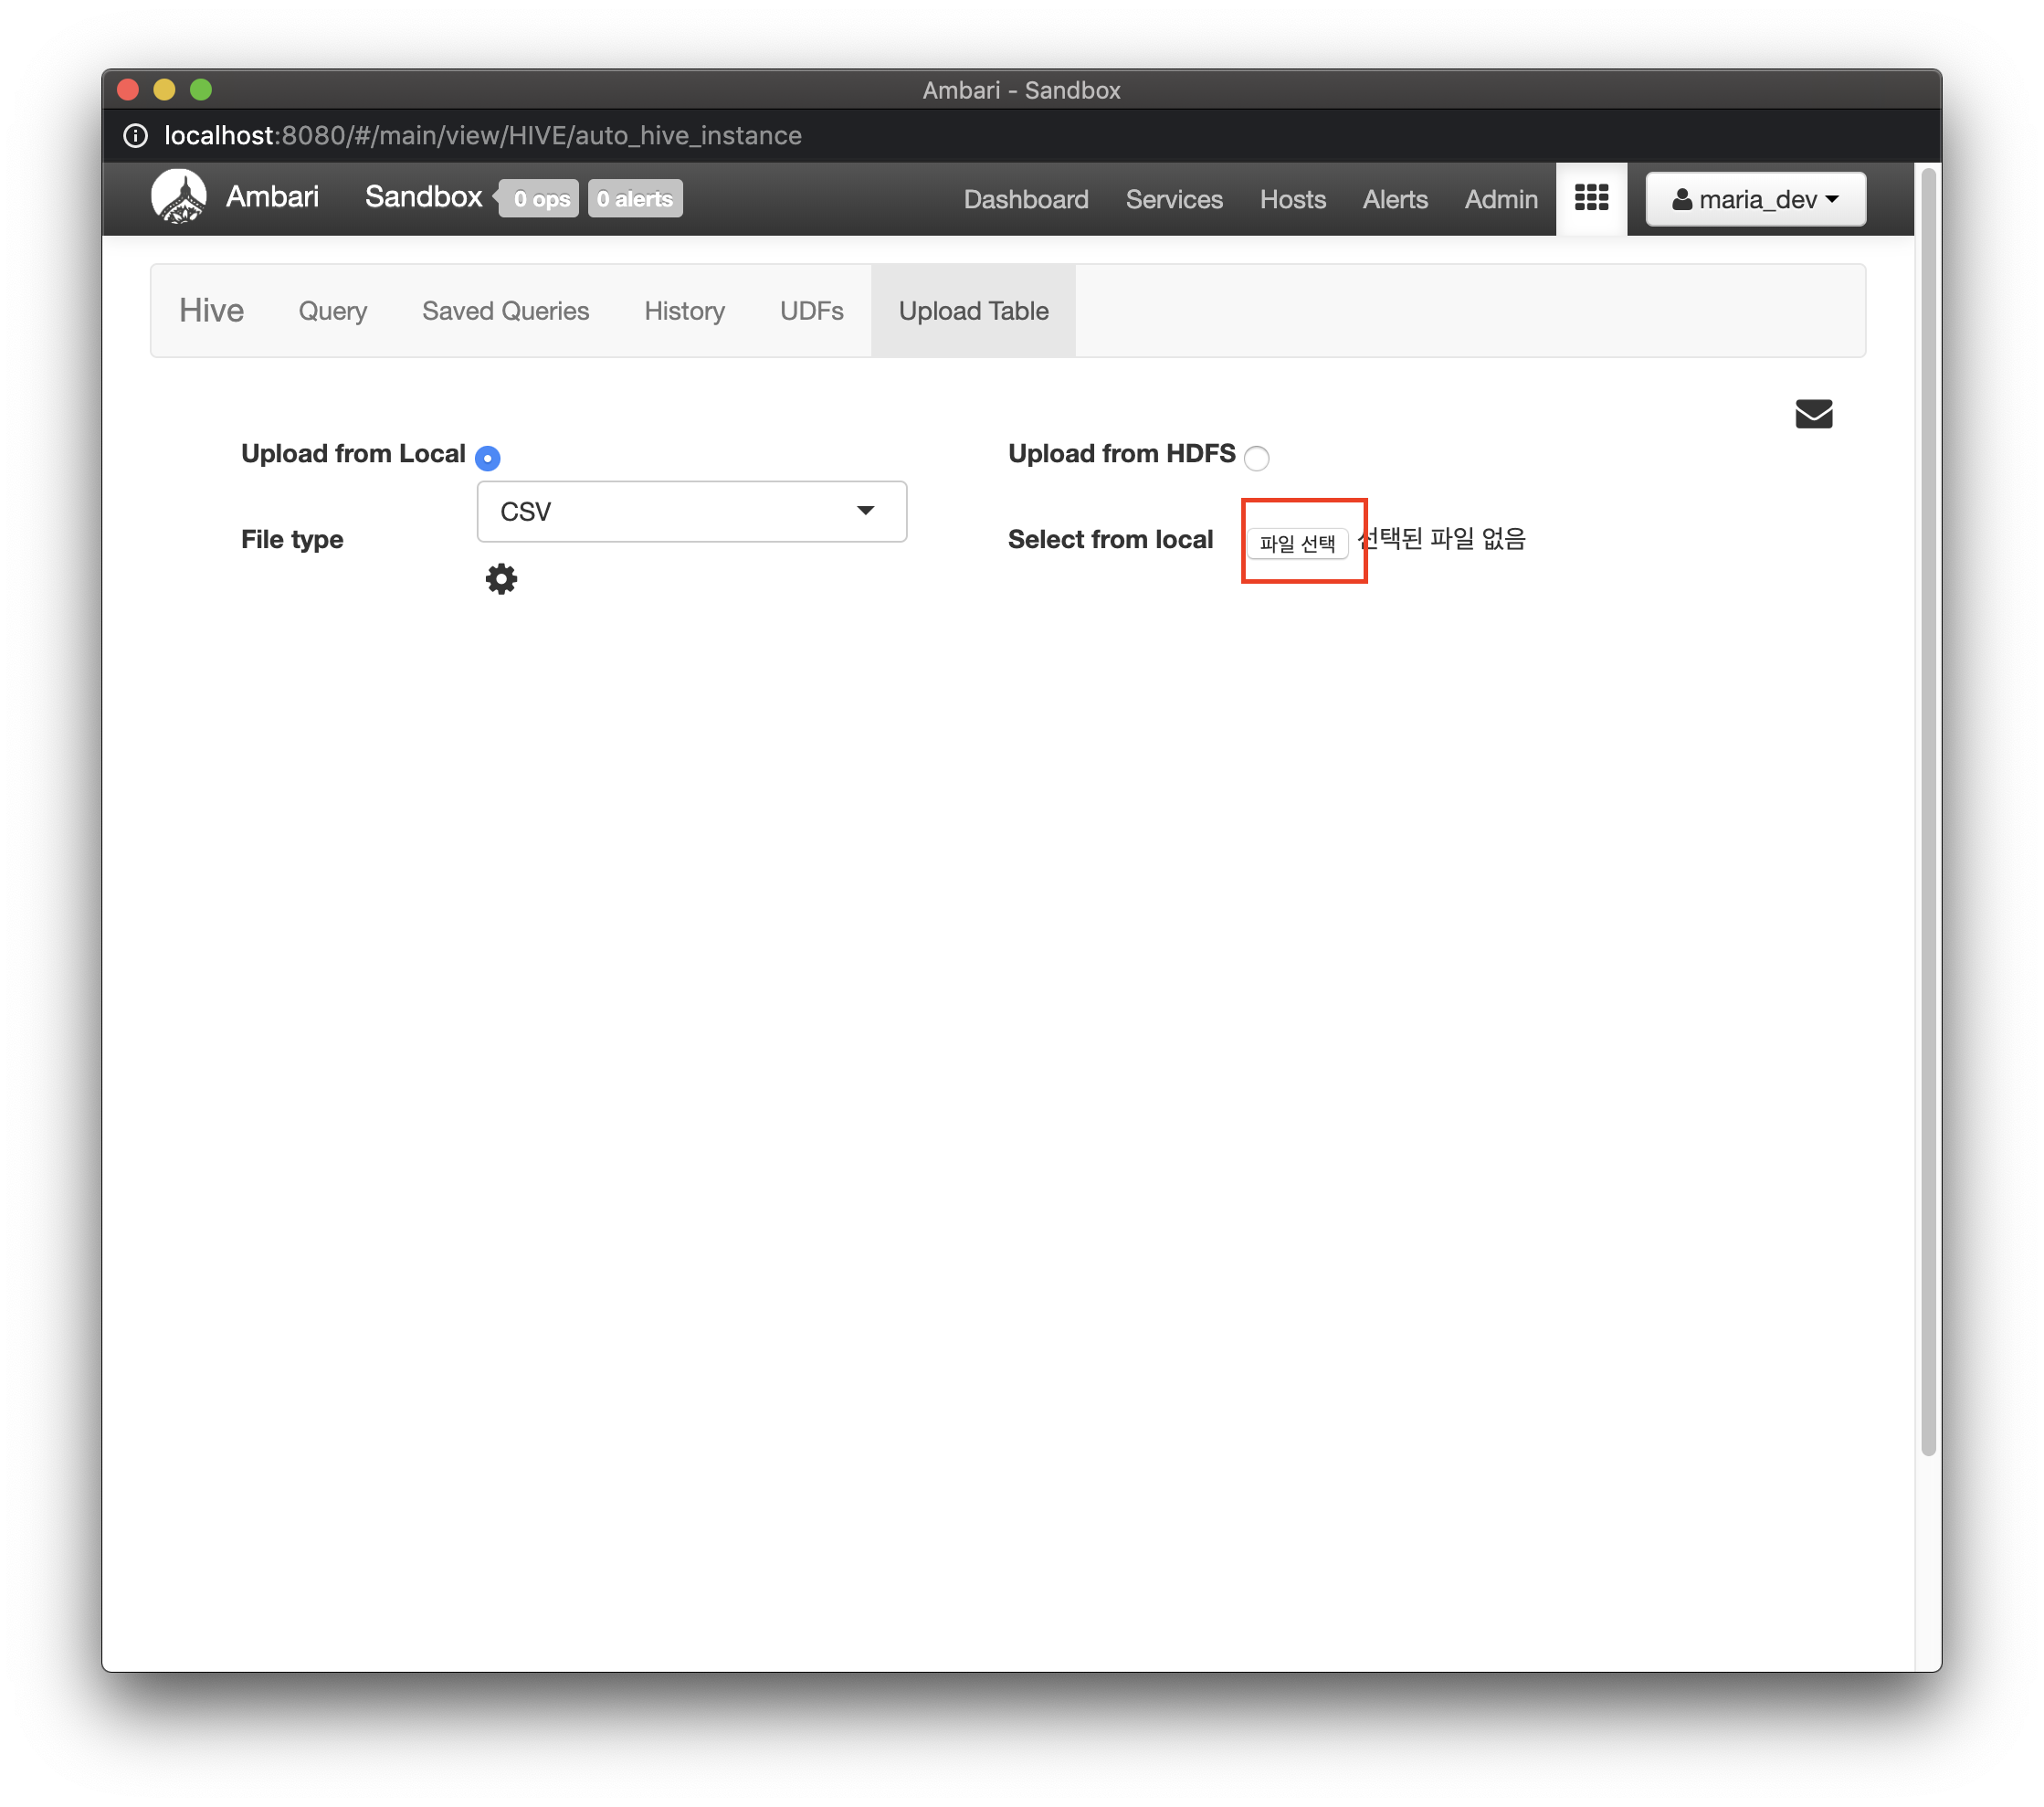 Ambari - Sandbox
localhost:8080/#/main/view/HIVE/auto_hive_instance
Ambari Sandbox 0 ops 0 alerts Dashboard Services Hosts Alerts Admin maria_dev
Hive Query Saved Queries History UDFs Upload Table
Upload from Local Upload from HDFS
CSV
File type Select from local 파일 선택 선택된 파일 없음